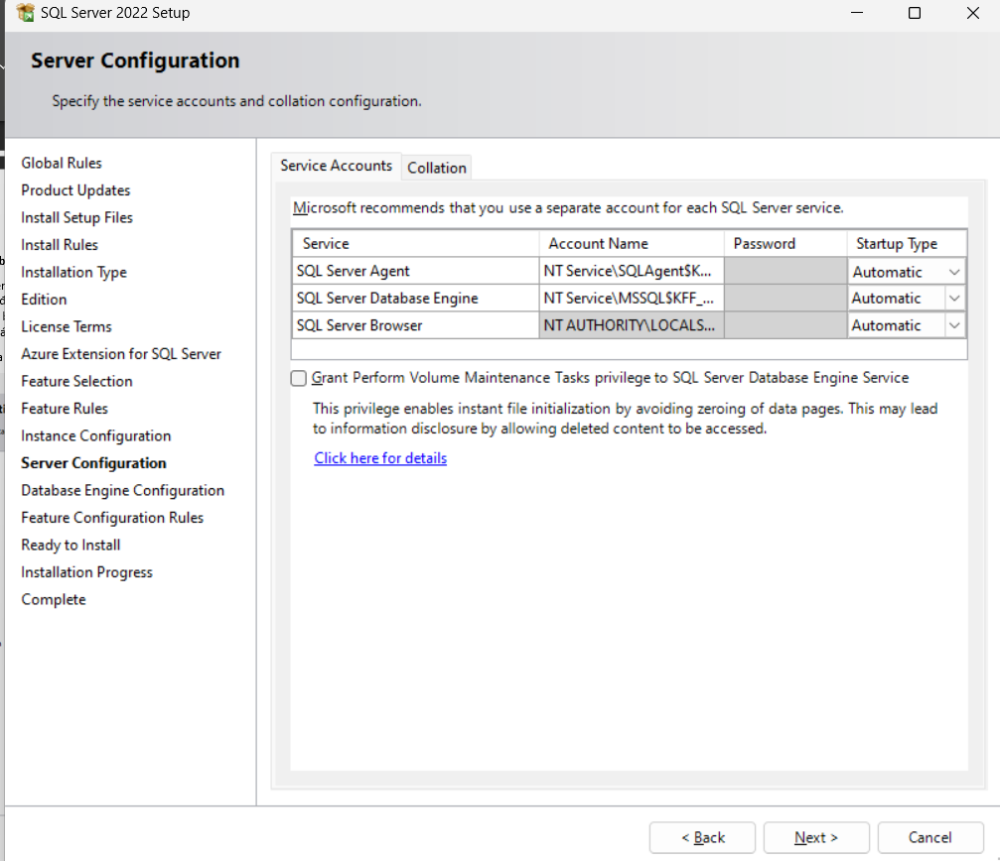 SQL Server 2022 Setup
Server Configuration
Specify the service accounts and collation configuration.
Global Rules
Product Updates
Install Setup Files
Install Rules
Installation Type
Edition
License Terms
Azure Extension for SQL Server
Feature Selection
Feature Rules
Instance Configuration
Server Configuration
Database Engine Configuration
Feature Configuration Rules
Ready to Install
Installation Progress
Complete
Service Accounts Collation
Microsoft recommends that you use a separate account for each SQL Server service.
Service Account Name Password Startup Type
SQL Server Agent NT Service\SQLAgent$K... Automatic
SQL Server Database Engine NT Service\MSSQL$KFF_... Automatic
SQL Server Browser NT AUTHORITY\LOCALS... Automatic
Grant Perform Volume Maintenance Tasks privilege to SQL Server Database Engine Service
This privilege enables instant file initialization by avoiding zeroing of data pages. This may lead
to information disclosure by allowing deleted content to be accessed.
Click here for details
< Back Next > Cancel